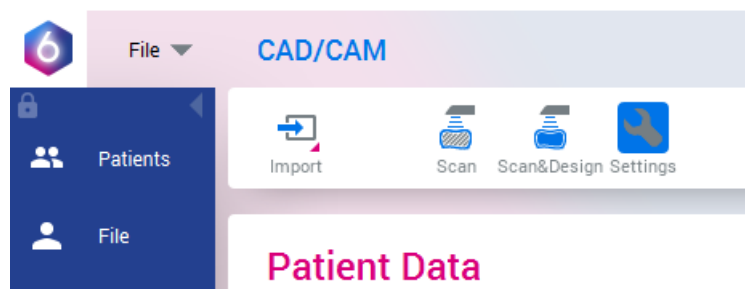 6
File
CAD/CAM
Patients
File
Import
Scan
Scan&Design
Settings
Patient Data